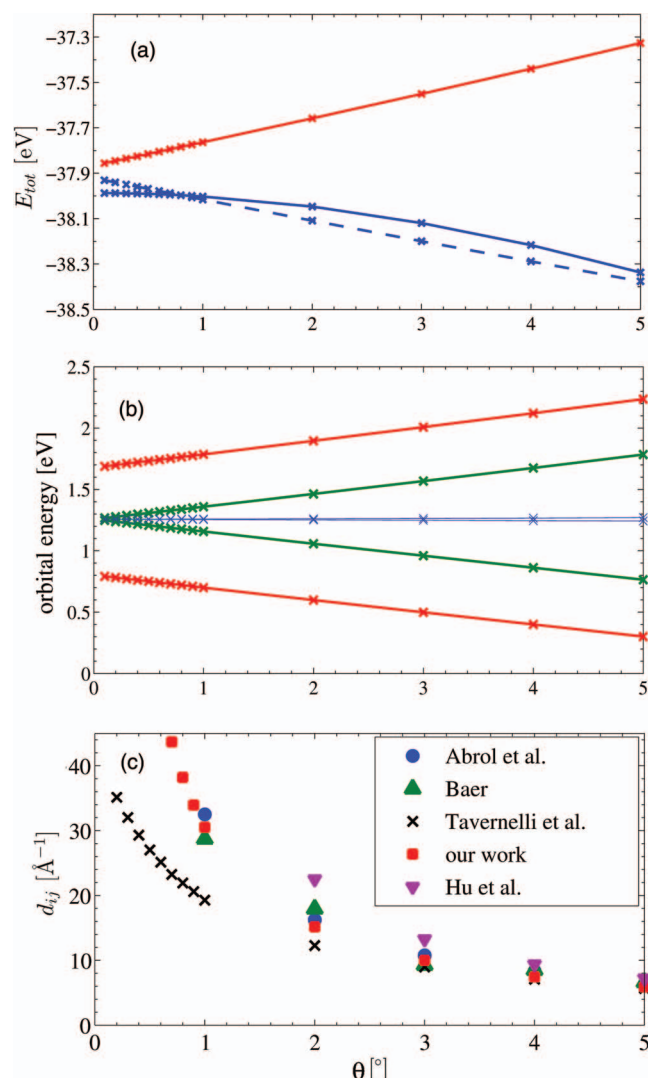 (a)
−37.3
−37.5
−37.7
−37.9
−38.1
−38.3
−38.5
E_tot [eV]
0 1 2 3 4 5
(b)
2.5
2
1.5
1
0.5
0
orbital energy [eV]
0 1 2 3 4 5
(c)
40
30
20
10
0
d_ij [Å⁻¹]
Abrol et al.
Baer
Tavernelli et al.
our work
Hu et al.
0 1 2 3 4 5
θ [°]